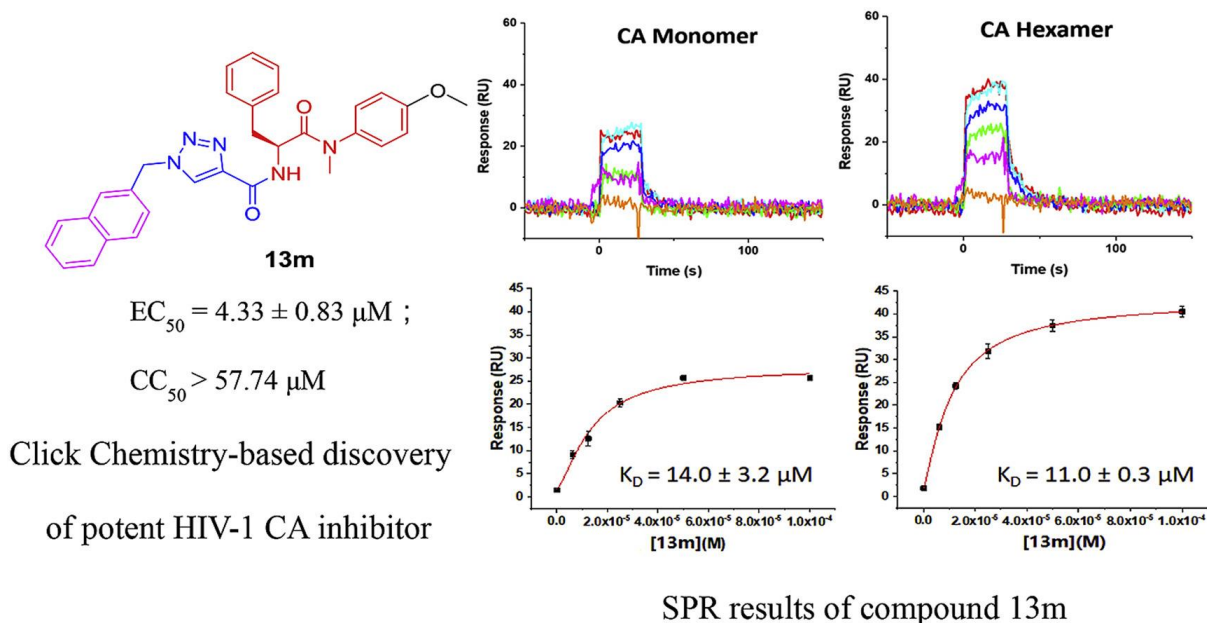 N
N
N
N
NH
O
O
N
O
13m
EC50 = 4.33 ± 0.83 μM ;
CC50 > 57.74 μM
Click Chemistry-based discovery
of potent HIV-1 CA inhibitor
CA Monomer
60
40
20
0
Response (RU)
0
100
Time (s)
CA Hexamer
60
40
20
0
Response (RU)
0
100
Time (s)
45
40
35
30
25
20
15
10
5
0
Response (RU)
K_D = 14.0 ± 3.2 μM
0.0 2.0x10-5 4.0x10-5 6.0x10-5 8.0x10-5 1.0x10-4
[13m](M)
45
40
35
30
25
20
15
10
5
0
Response (RU)
K_D = 11.0 ± 0.3 μM
0.0 2.0x10-5 4.0x10-5 6.0x10-5 8.0x10-5 1.0x10-4
[13m](M)
SPR results of compound 13m